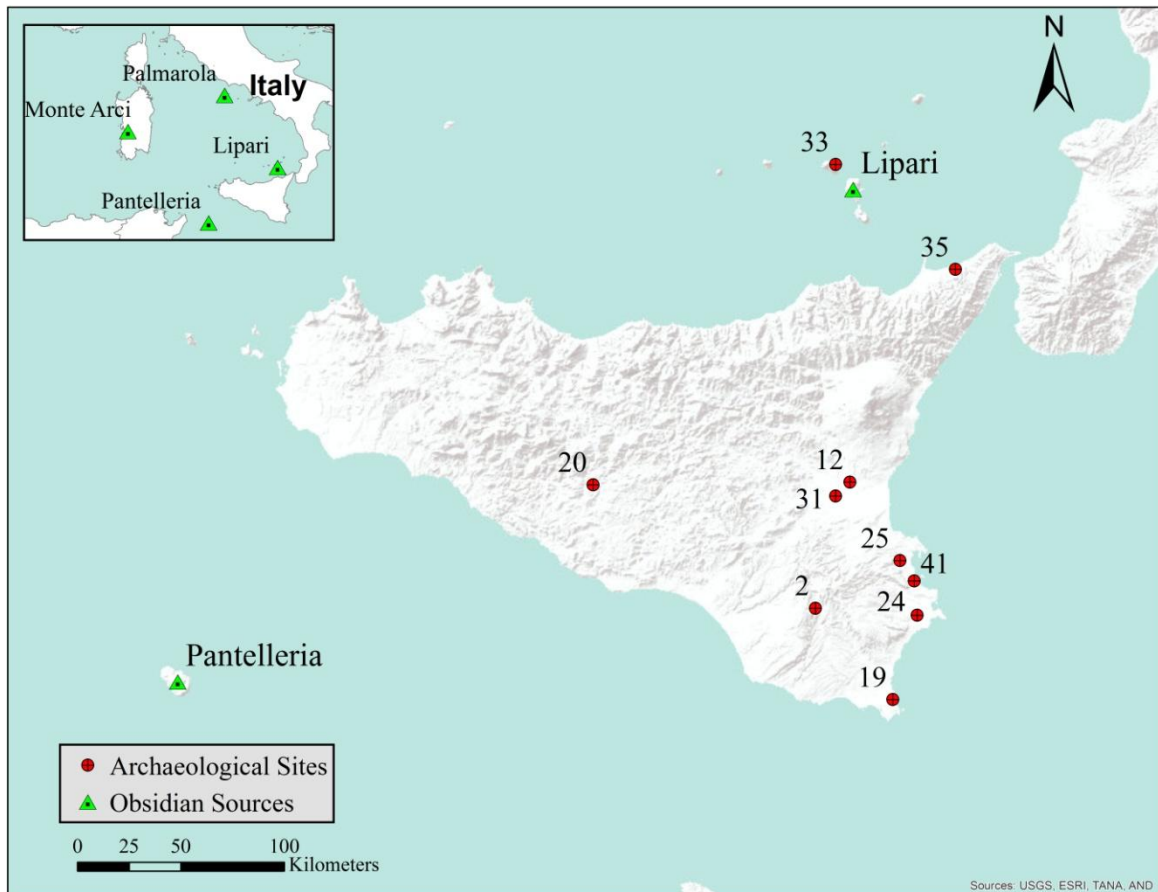 Palmarola
Italy
Monte Arci
Lipari
Pantelleria
N
33
Lipari
35
20
12
31
25
41
2
24
Pantelleria
19
Archaeological Sites
Obsidian Sources
0 25 50 100
Kilometers
Sources: USGS, ESRI, TANA, AND